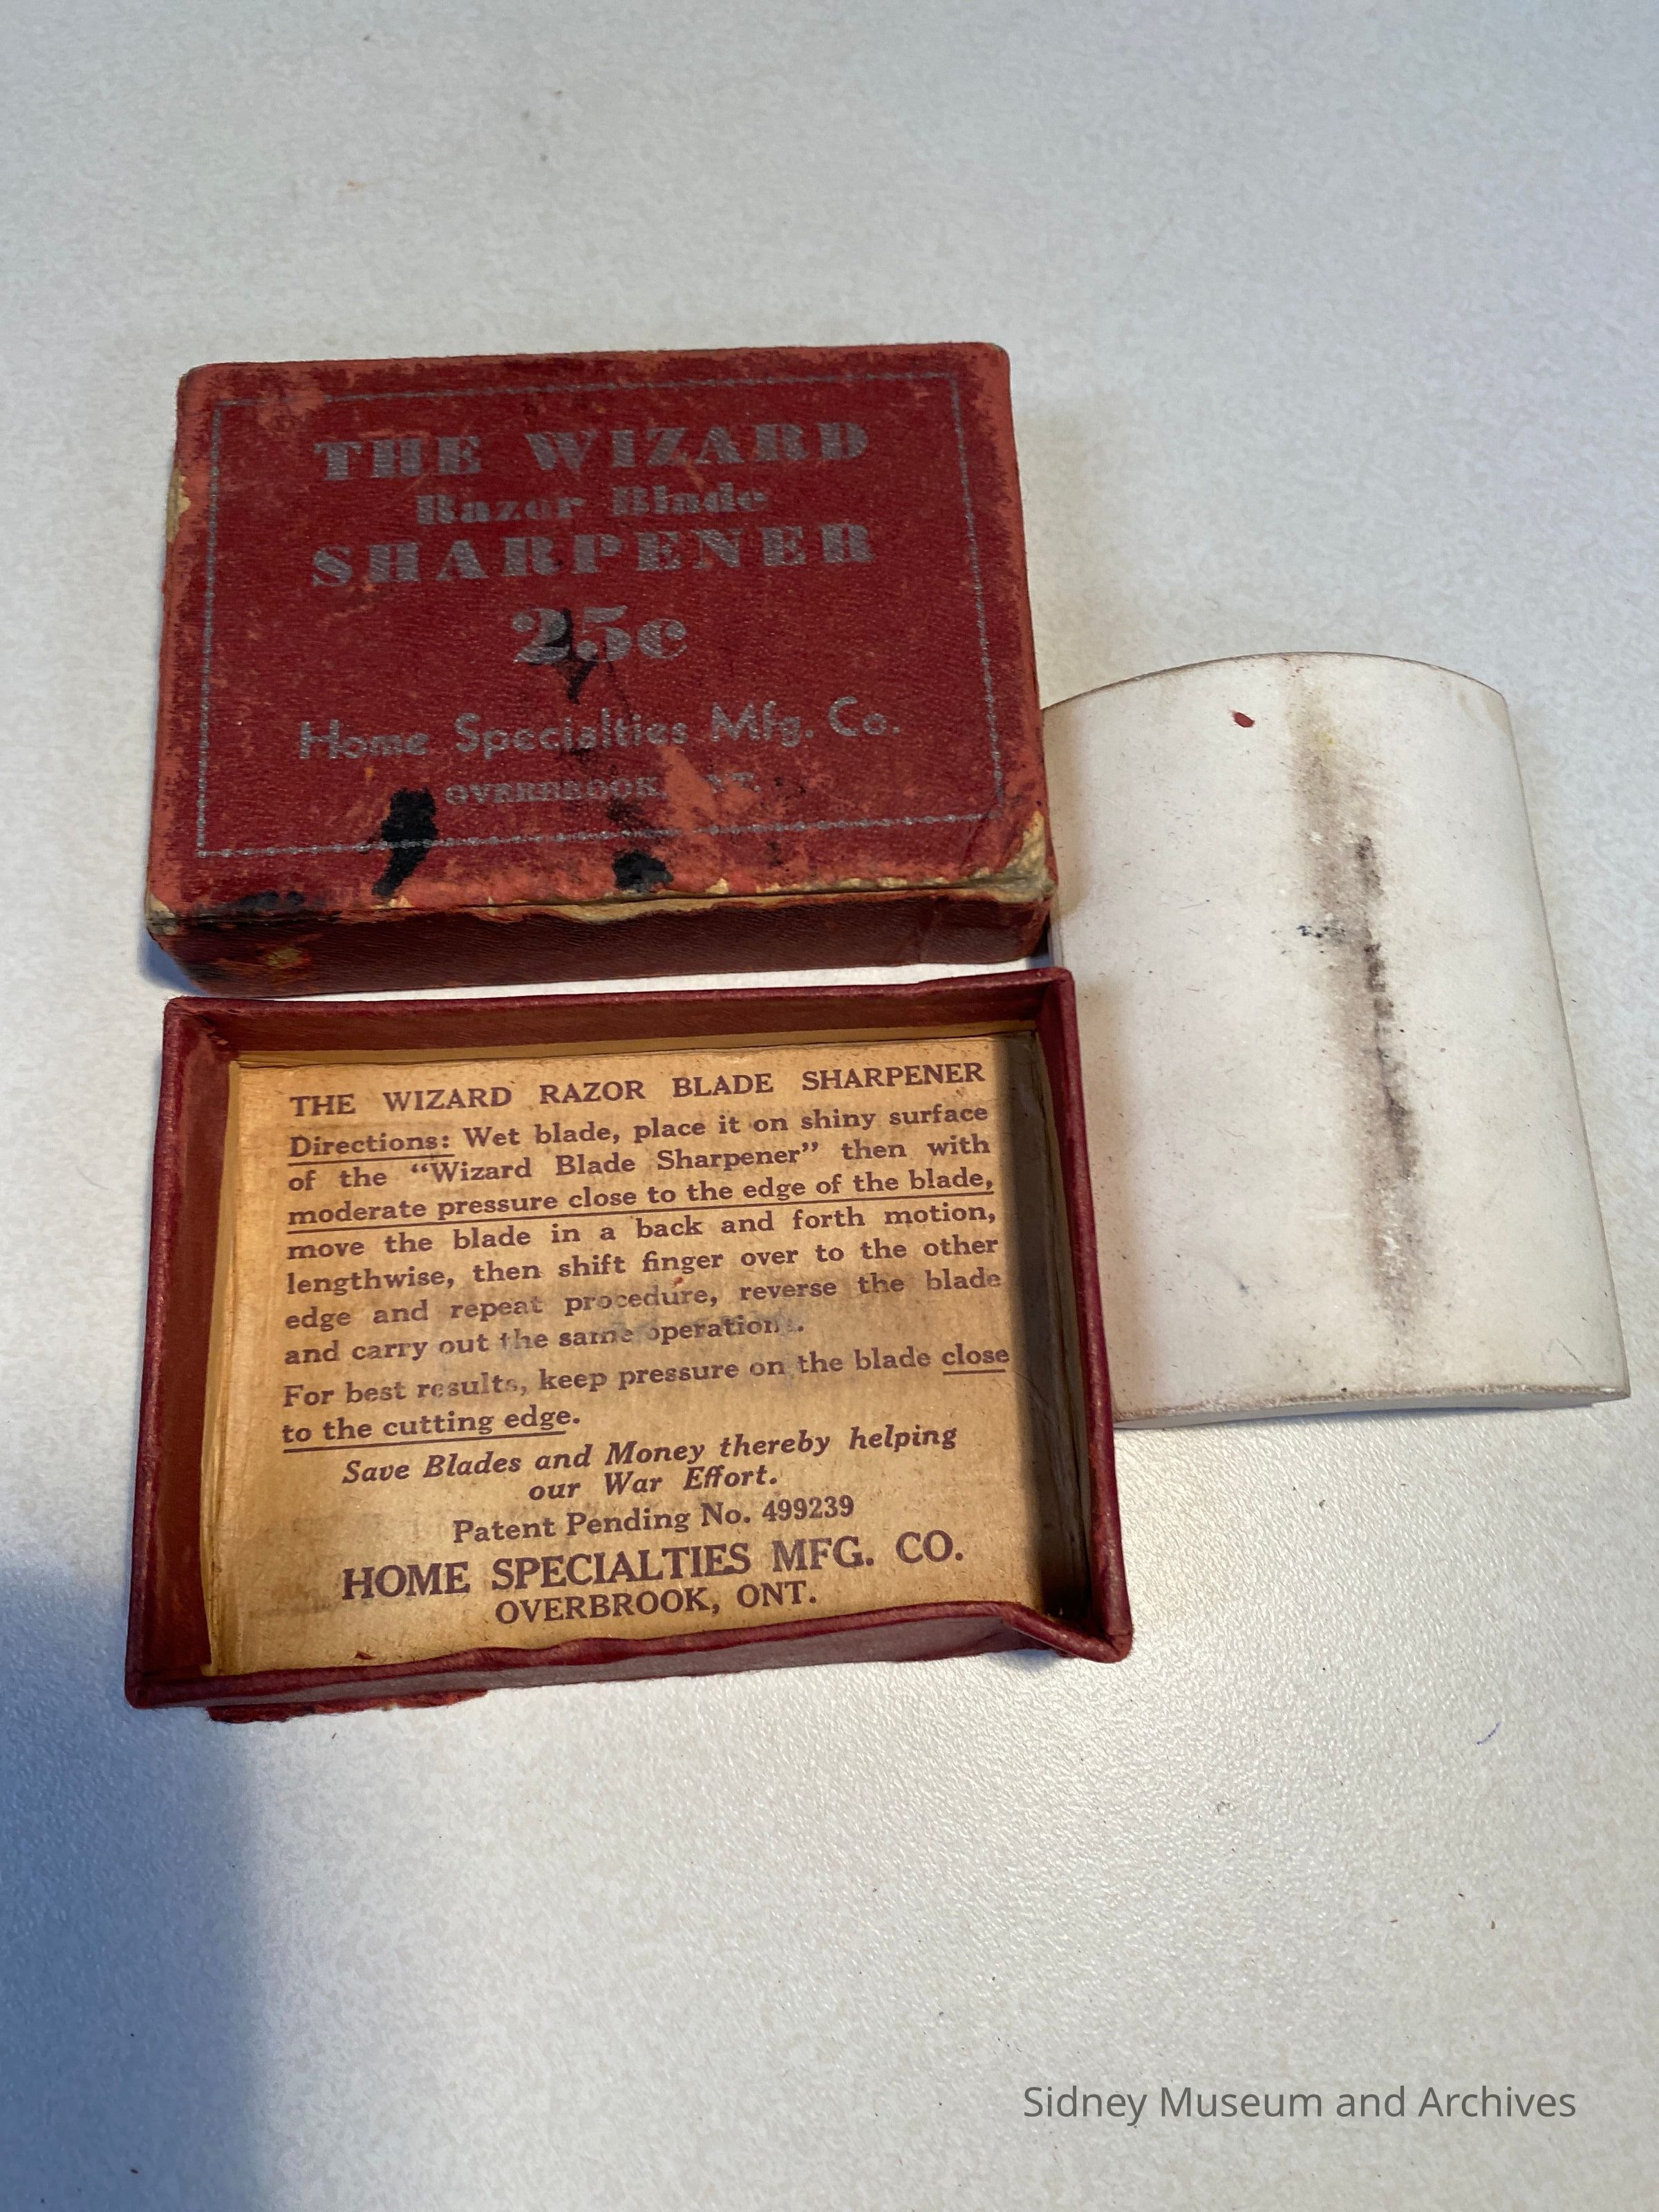 THE WIZARD
Razor Blade
SHARPENER
25c
Home Specialties Mfg. Co.
OVERBROOK,
THE WIZARD RAZOR BLADE SHARPENER
Directions: Wet blade, place it on shiny surface
of the “Wizard Blade Sharpener” then with
moderate pressure close to the edge of the blade,
move the blade in a back and forth motion,
lengthwise, then shift finger over to the other
edge and repeat procedure, reverse the blade
and carry out the same operations.
For best results, keep pressure on the blade close
to the cutting edge.
Save Blades and Money thereby helping
our War Effort.
Patent Pending No. 499239
HOME SPECIALTIES MFG. CO.
OVERBROOK, ONT.
Sidney Museum and Archives